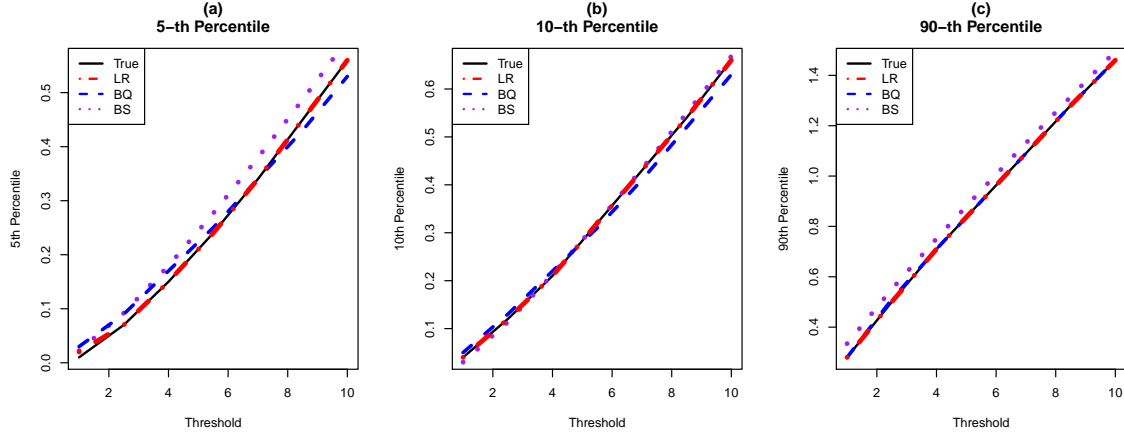 (a)
5−th Percentile
True
LR
BQ
BS
5th Percentile
0.0
0.1
0.2
0.3
0.4
0.5
2
4
6
8
10
Threshold
(b)
10−th Percentile
True
LR
BQ
BS
10th Percentile
0.1
0.2
0.3
0.4
0.5
0.6
2
4
6
8
10
Threshold
(c)
90−th Percentile
True
LR
BQ
BS
90th Percentile
0.4
0.6
0.8
1.0
1.2
1.4
2
4
6
8
10
Threshold